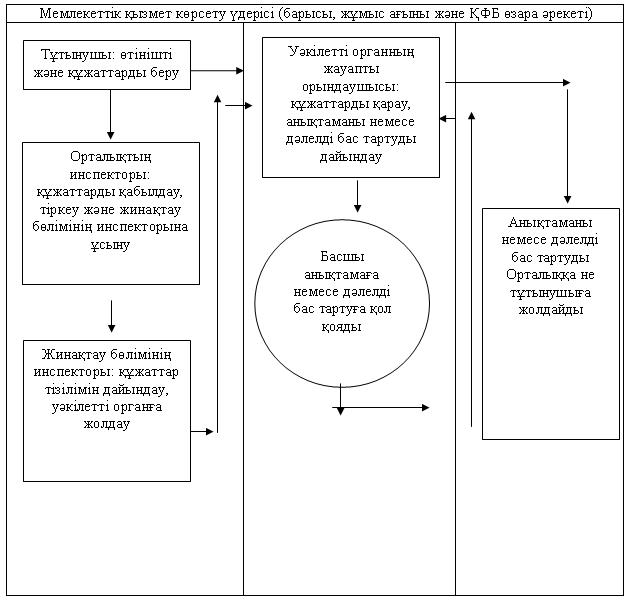 Мемлекеттік қызмет көрсету үдерісі (барысы, жұмыс ағыны және ҚФБ өзара әрекеті)
Тұтынушы: өтінішті
және құжаттарды беру
Орталықтың
инспекторы:
құжаттарды қабылдау,
тіркеу және жинақтау
бөлімінің инспекторына
ұсыну
Жинақтау бөлімінің
инспекторы: құжаттар
тізілімін дайындау,
уәкілетті органға
жолдау
Уәкілетті органның
жауапты
орындаушысы:
құжаттарды қарау,
анықтаманы немесе
дәлелді бас тартуды
дайындау
Басшы
анықтамаға
немесе дәлелді
бас тартуға қол
қояды
Анықтаманы
немесе дәлелді
бас тартуды
Орталыққа не
тұтынушыға
жолдайды